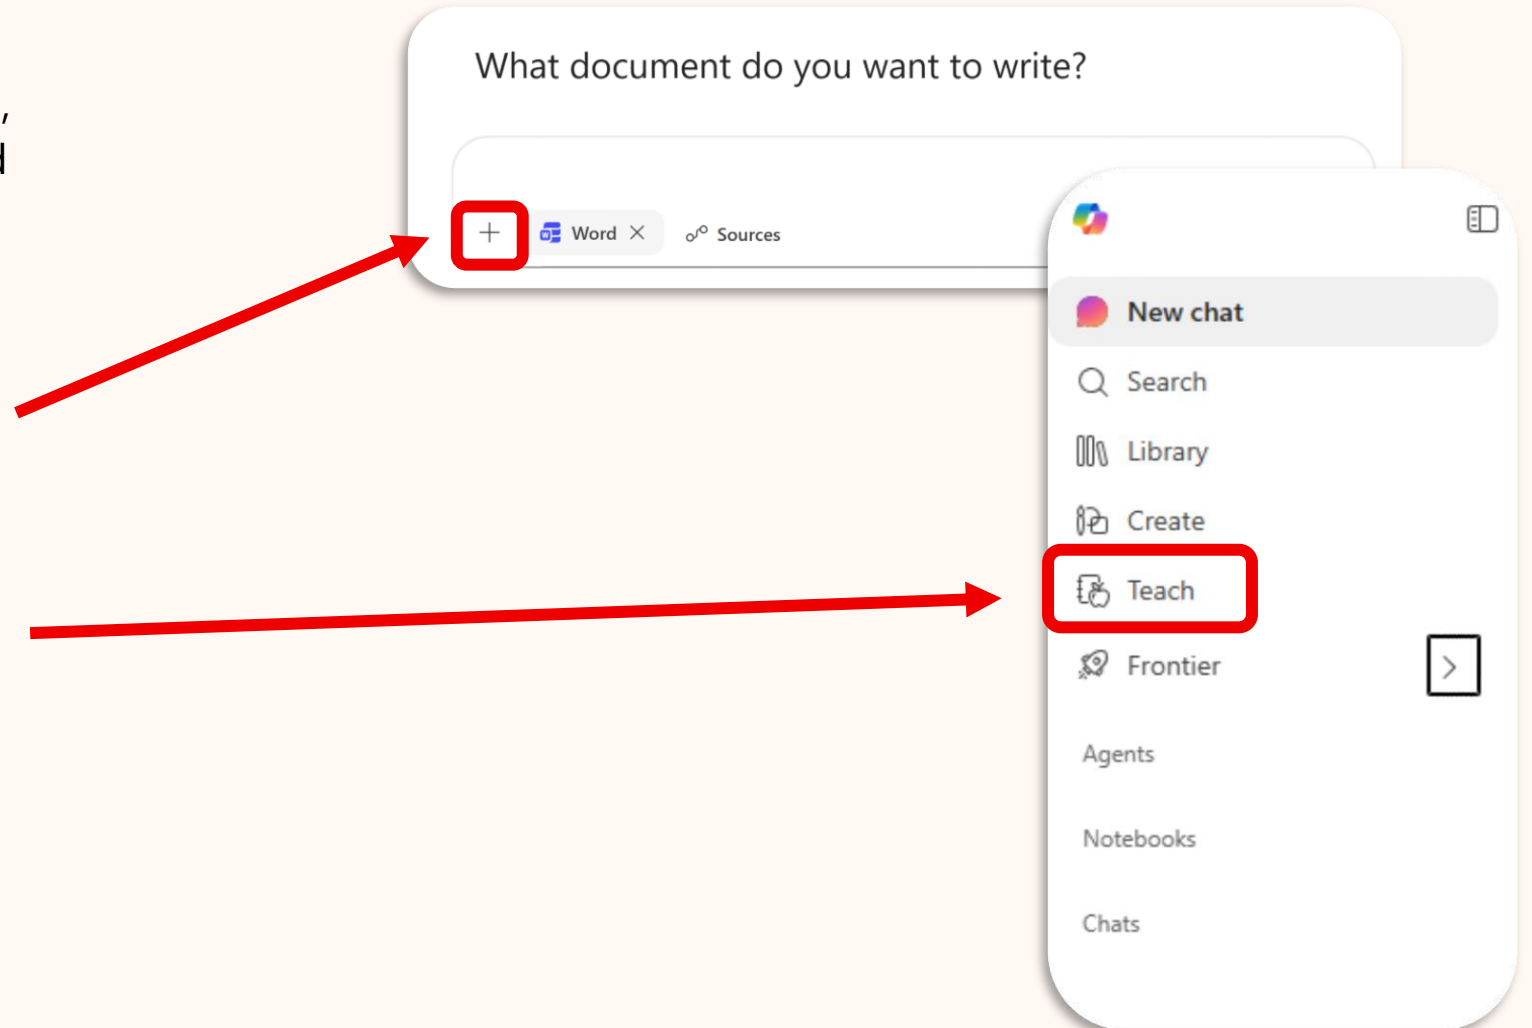 What document do you want to write?
,
Word
Sources
New chat
Search
Library
Create
Teach
Frontier
Agents
Notebooks
Chats